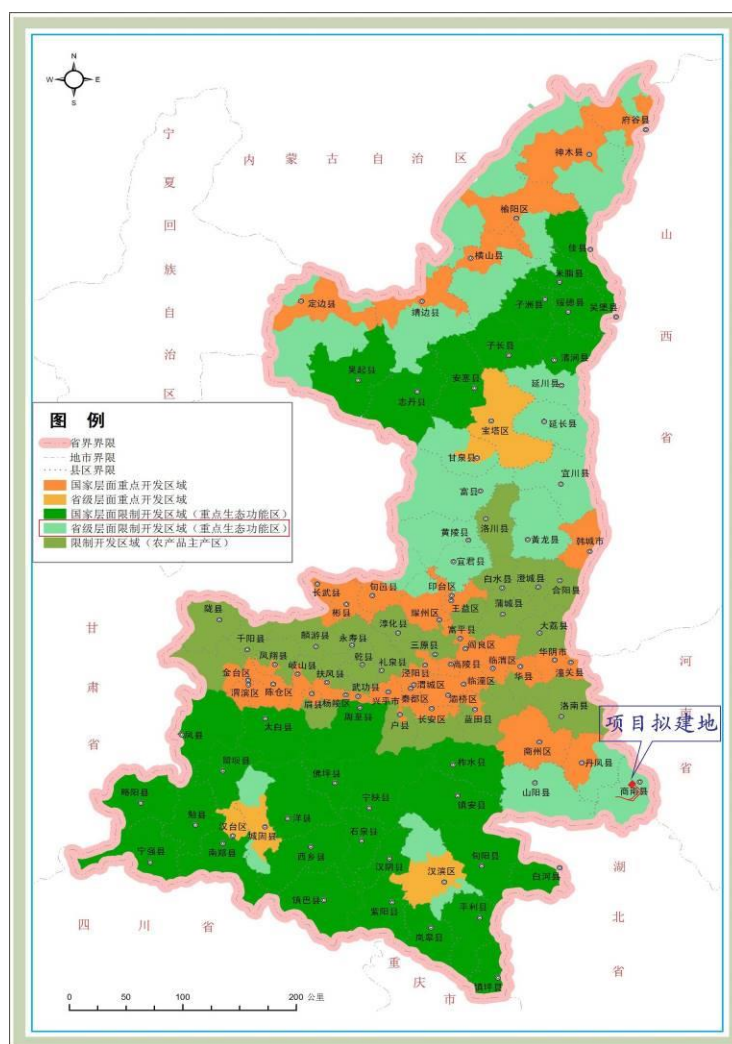 N
W
E
S
宁夏回族自治区
内蒙古自治区
山西省
府谷县
神木县
榆阳区
佳县
横山县
米脂县
子洲县
绥德县
吴堡县
定边县
靖边县
子长县
清涧县
吴起县
安塞县
志丹县
延川县
宝塔区
延长县
甘泉县
宜川县
富县
洛川县
黄陵县
黄龙县
宜君县
韩城市
图 例
省界界限
地市界限
县区界限
国家层面重点开发区域
省级层面重点开发区域
国家层面限制开发区域（重点生态功能区）
省级层面限制开发区域（重点生态功能区）
限制开发区域（农产品主产区）
甘肃省
河南省
长武县
旬邑县
印台区
白水县
澄城县
合阳县
彬县
耀州区
王益区
蒲城县
陇县
淳化县
富平县
大荔县
千阳县
麟游县
永寿县
三原县
阎良区
凤翔县
岐山县
乾县
礼泉县
泾阳县
高陵县
临渭区
华阴市
金台区
扶风县
渭城区
临潼区
华县
潼关县
渭滨区
陈仓区
武功县
兴平市
秦都区
灞桥区
眉县
杨陵区
周至县
户县
长安区
蓝田县
洛南县
项目拟建地
太白县
凤县
商州区
丹凤县
商南县
山阳县
留坝县
佛坪县
柞水县
略阳县
宁陕县
镇安县
勉县
汉台区
城固县
洋县
石泉县
宁强县
南郑县
西乡县
汉阴县
汉滨区
旬阳县
白河县
镇巴县
紫阳县
平利县
岚皋县
镇坪县
四川省
重庆市
湖北省
0 50 100 200 公里